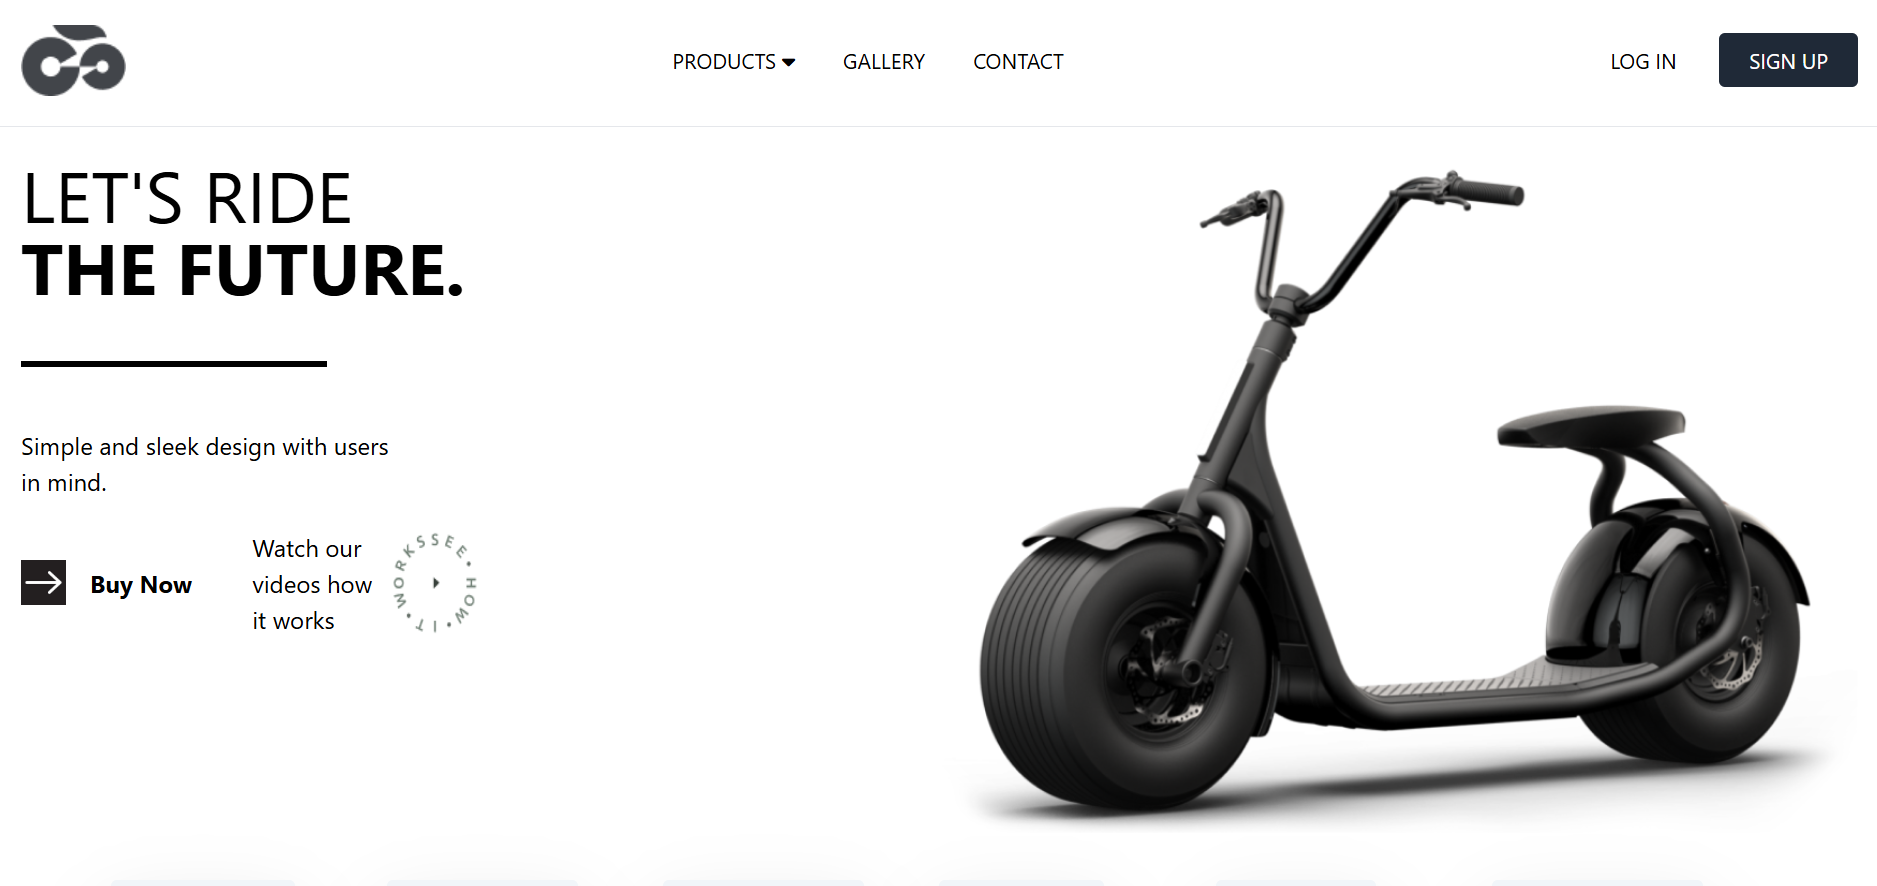 PRODUCTS
GALLERY
CONTACT
LOG IN
SIGN UP
LET'S RIDE
THE FUTURE.
Simple and sleek design with users
in mind.
Buy Now
Watch our
videos how
it works
SEE • HOW • IT • WORKS